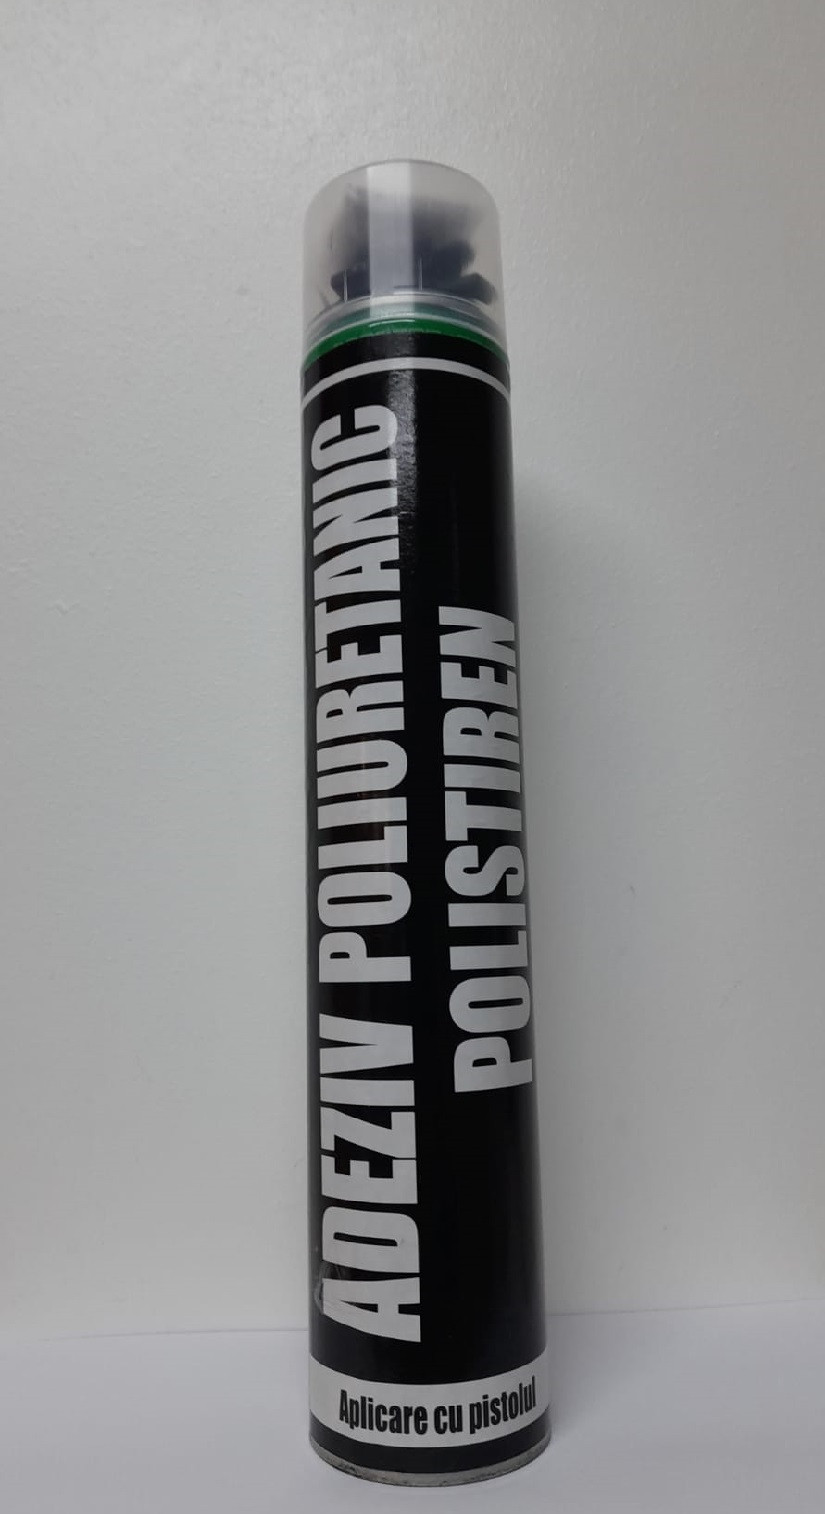 ADEZIV POLIURETANIC
POLISTIREN
Aplicare cu pistolul